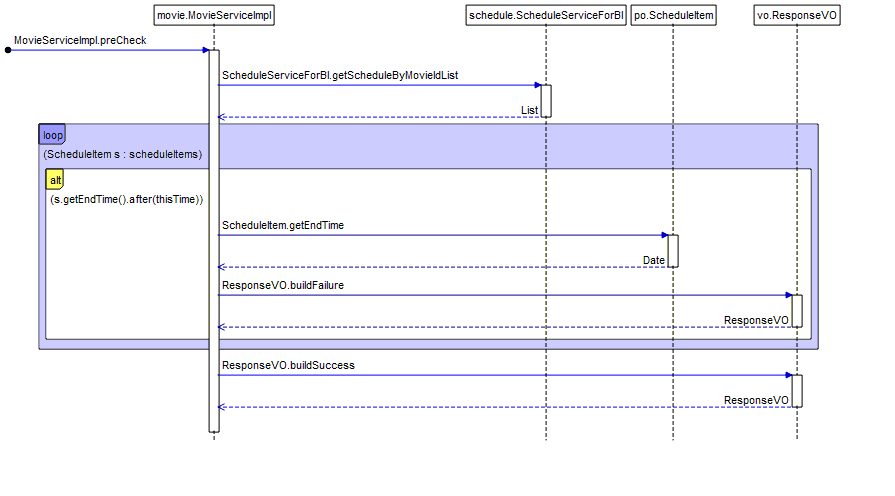 movie.MovieServiceImpl
schedule.ScheduleServiceForBl
po.ScheduleItem
vo.ResponseVO
MovieServiceImpl.preCheck
ScheduleServiceForBl.getScheduleByMovieIdList
List
loop
(ScheduleItem s : scheduleItems)
alt
(s.getEndTime().after(thisTime))
ScheduleItem.getEndTime
Date
ResponseVO.buildFailure
ResponseVO
ResponseVO.buildSuccess
ResponseVO